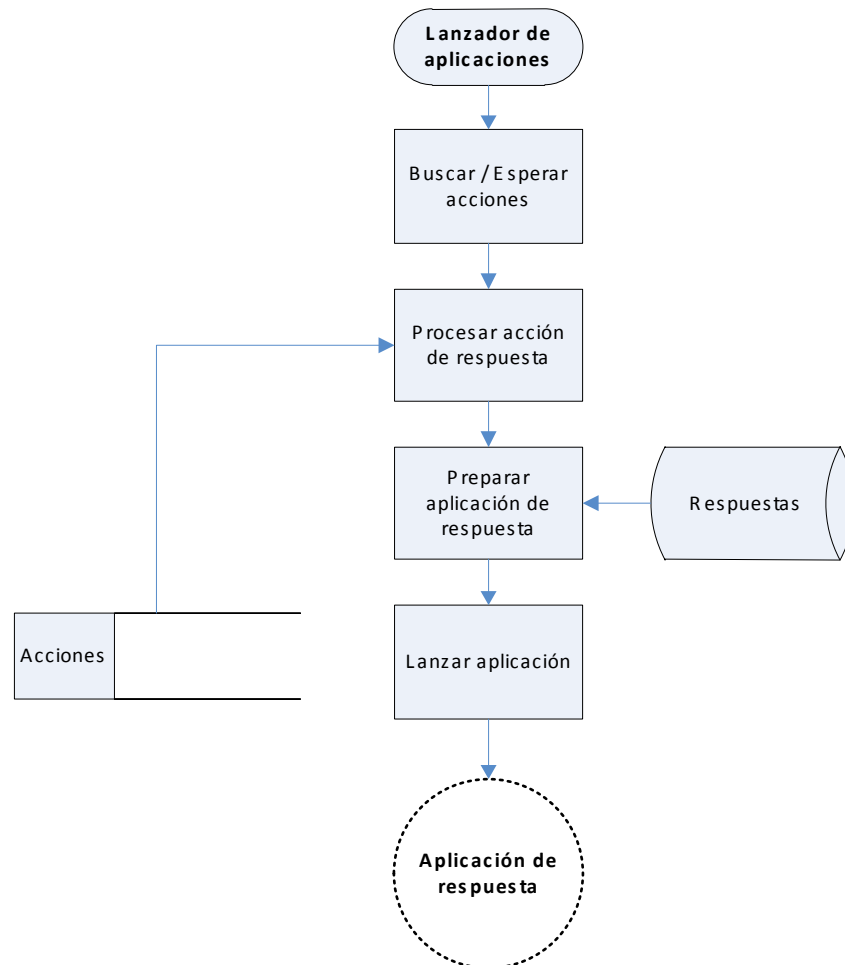 Lanzador de
aplicaciones
Buscar / Esperar
acciones
Procesar acción
de respuesta
Preparar
aplicación de
respuesta
Respuestas
Acciones
Lanzar aplicación
Aplicación de
respuesta